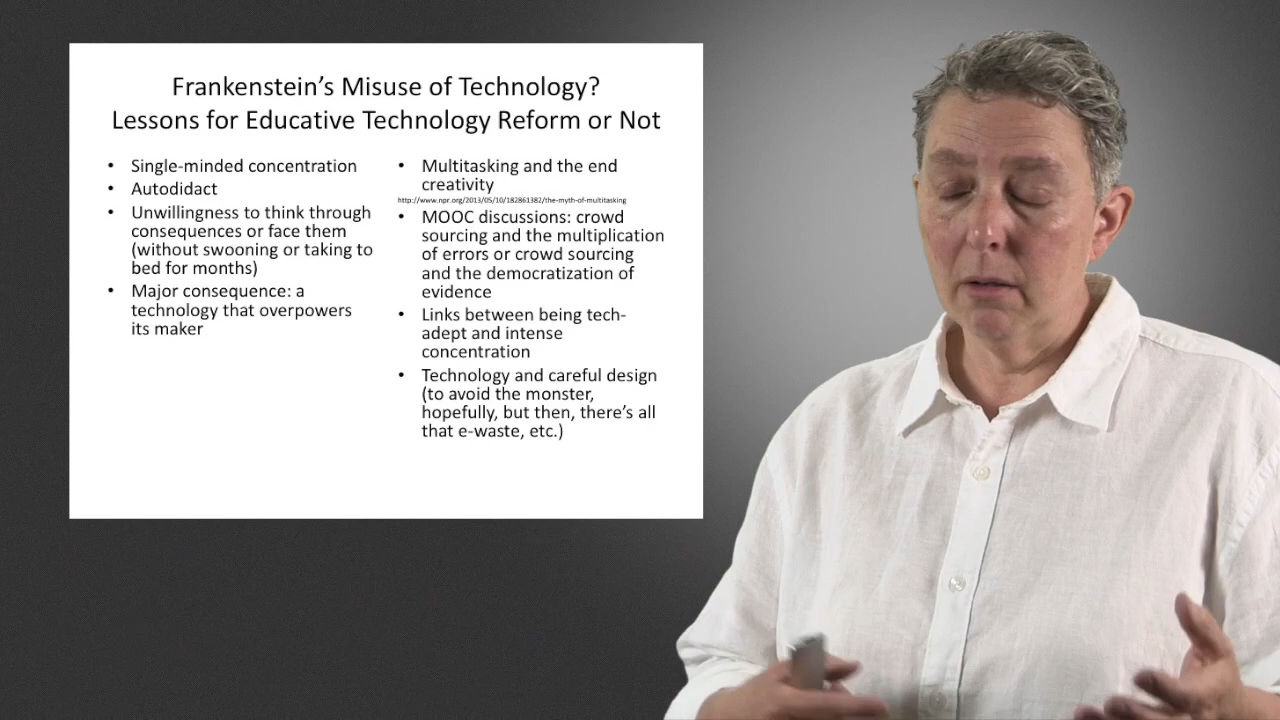 Frankenstein's Misuse of Technology?
Lessons for Educative Technology Reform or Not
• Single-minded concentration
• Autodidact
• Unwillingness to think through
consequences or face them
(without swooning or taking to
bed for months)
• Major consequence: a
technology that overpowers
its maker
• Multitasking and the end
creativity
http://www.npr.org/2013/05/10/182861382/the-myth-of-multitasking
• MOOC discussions: crowd
sourcing and the multiplication
of errors or crowd sourcing
and the democratization of
evidence
• Links between being tech-
adept and intense
concentration
• Technology and careful design
(to avoid the monster,
hopefully, but then, there's all
that e-waste, etc.)